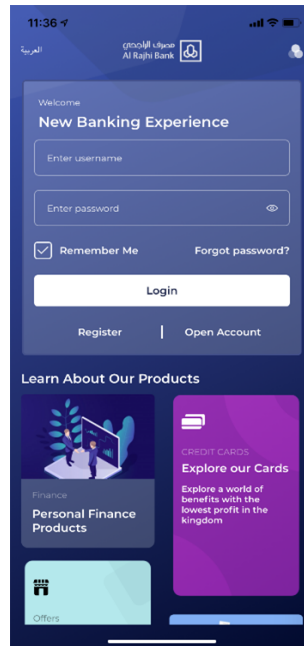 11:36
العربية
مصرف الراجحي
Al Rajhi Bank
Welcome
New Banking Experience
Enter username
Enter password
Remember Me
Forgot password?
Login
Register
Open Account
Learn About Our Products
Finance
Personal Finance
Products
CREDIT CARDS
Explore our Cards
Explore a world of
benefits with the
lowest profit in the
kingdom
Offers